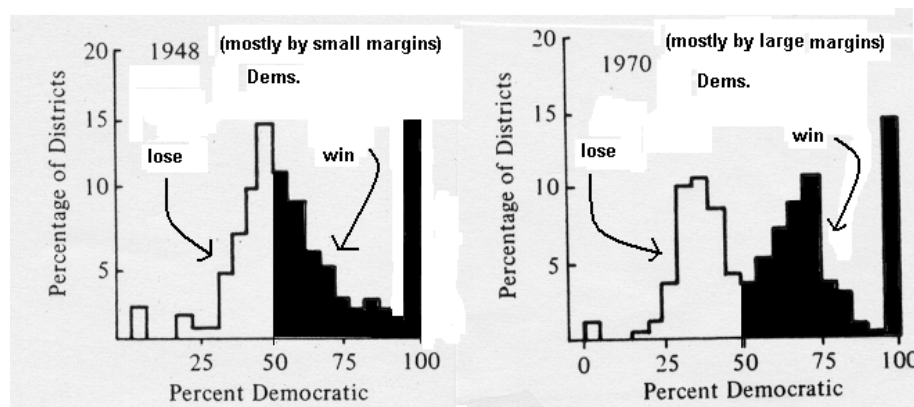 1948 (mostly by small margins)
Dems.
20
15
10
5
Percentage of Districts
lose
win
25 50 75 100
Percent Democratic
1970 (mostly by large margins)
Dems.
20
15
10
5
Percentage of Districts
lose
win
0 25 50 75 100
Percent Democratic